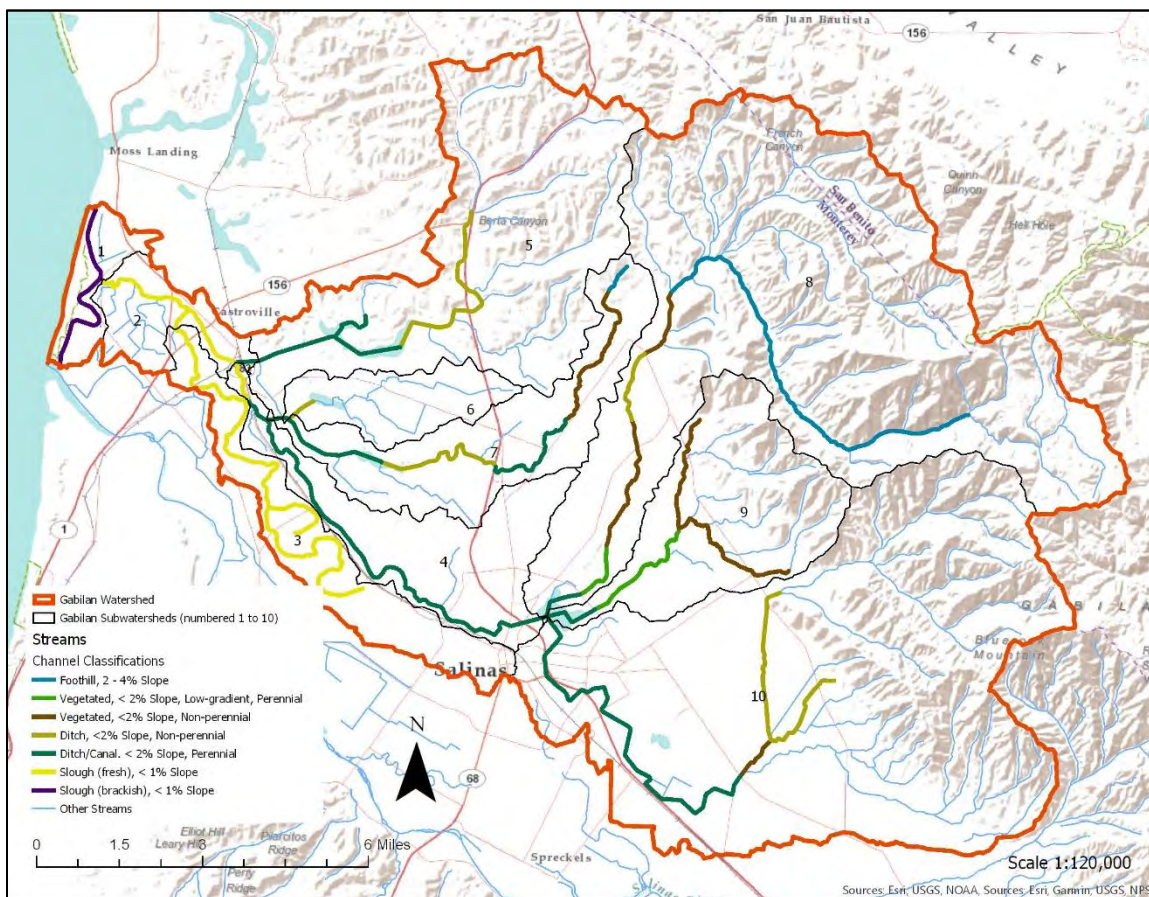 San Juan Bautista
156
VALLEY
Moss Landing
French
Canyon
Quinn
Canyon
San Benito
Monterey
Hell Hole
Berta Canyon
1
5
8
156
Castroville
2
6
7
9
3
4
1
Gabilan Watershed
Gabilan Subwatersheds (numbered 1 to 10)
Streams
Channel Classifications
Foothill, 2 - 4% Slope
Vegetated, < 2% Slope, Low-gradient, Perennial
Vegetated, <2% Slope, Non-perennial
Ditch, <2% Slope, Non-perennial
Ditch/Canal. < 2% Slope, Perennial
Slough (fresh), < 1% Slope
Slough (brackish), < 1% Slope
Other Streams
GABILA
Mountain
Salinas
10
N
68
0 1.5 3 6 Miles
Elliot Hill
Leary Hill
Pilarcitos
Ridge
Perry
Ridge
Spreckels
Scale 1:120,000
Sources: Esri, USGS, NOAA, Sources: Esri, Garmin, USGS, NPS